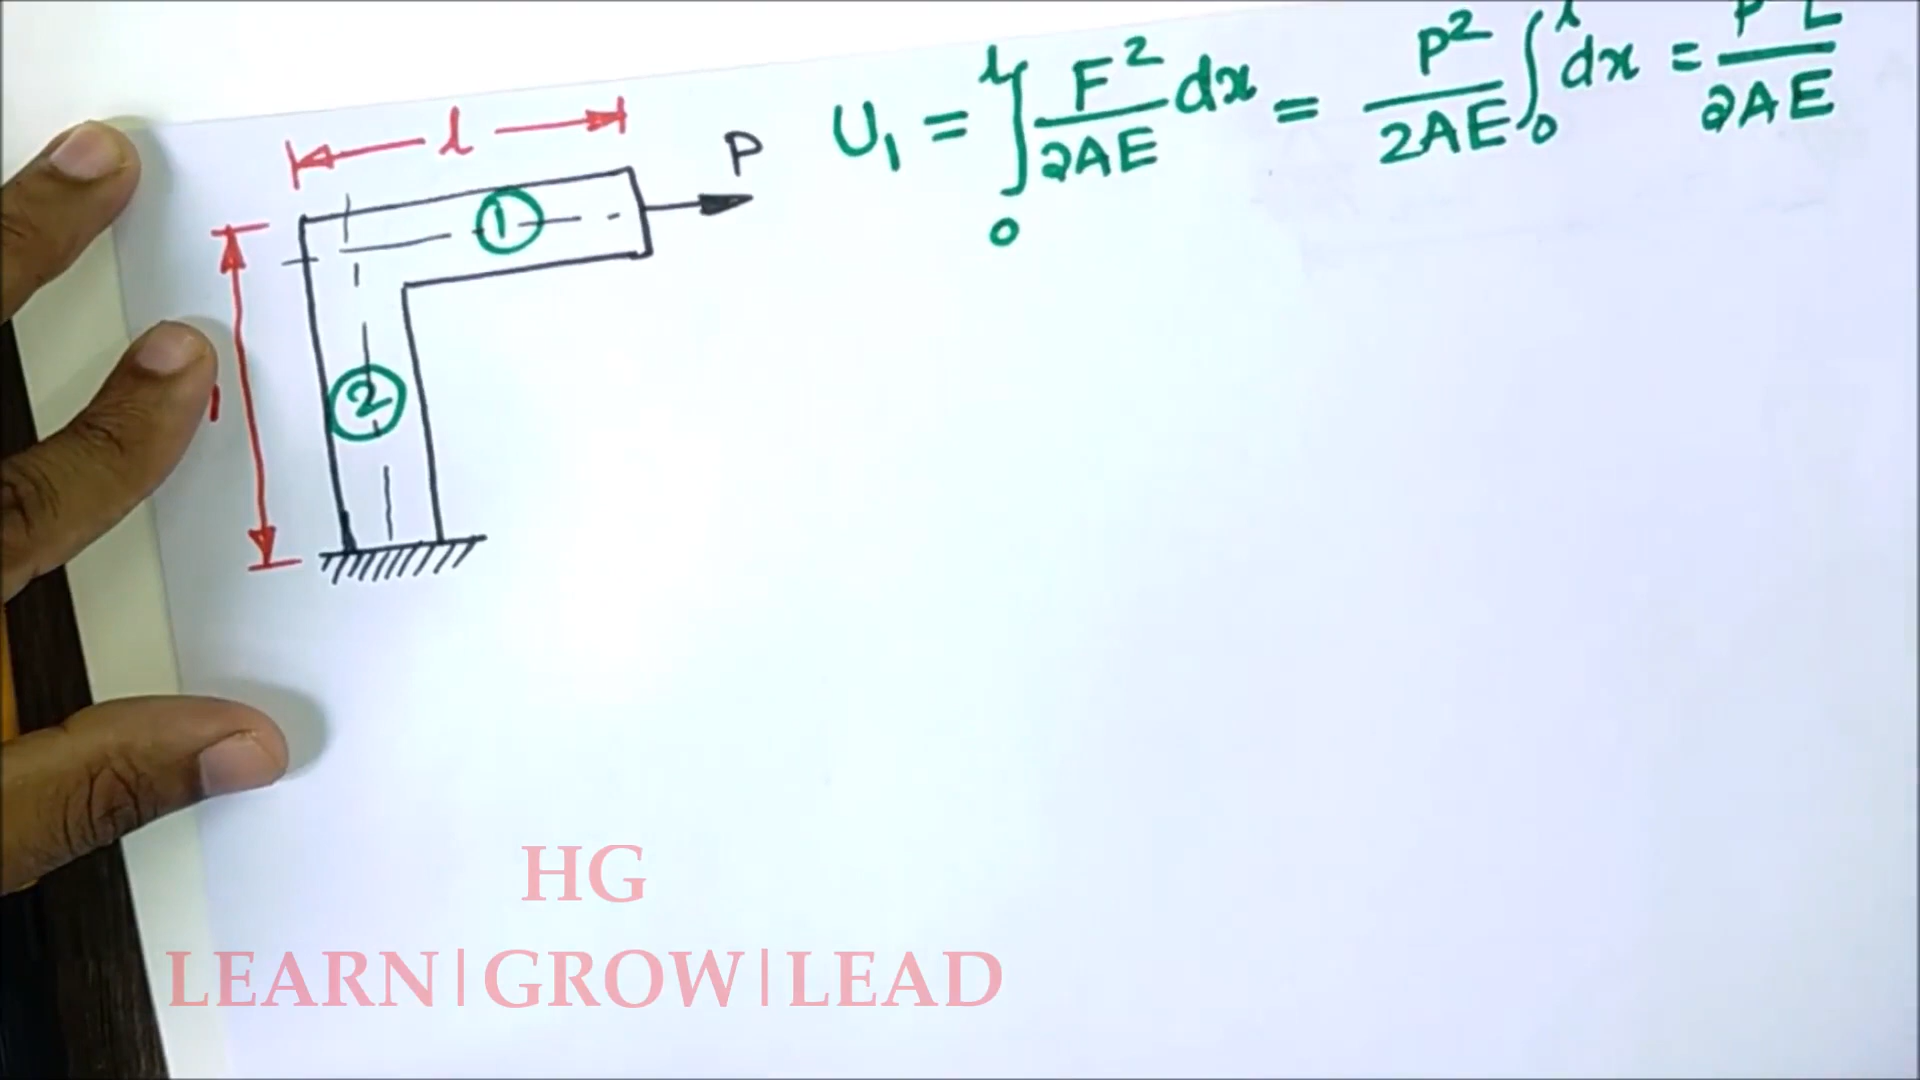 l
P
1
2
U₁ = ∫₀ˡ F²/2AE dx = P²/2AE ∫₀ˡ dx = P²L/2AE
HG
LEARN|GROW|LEAD